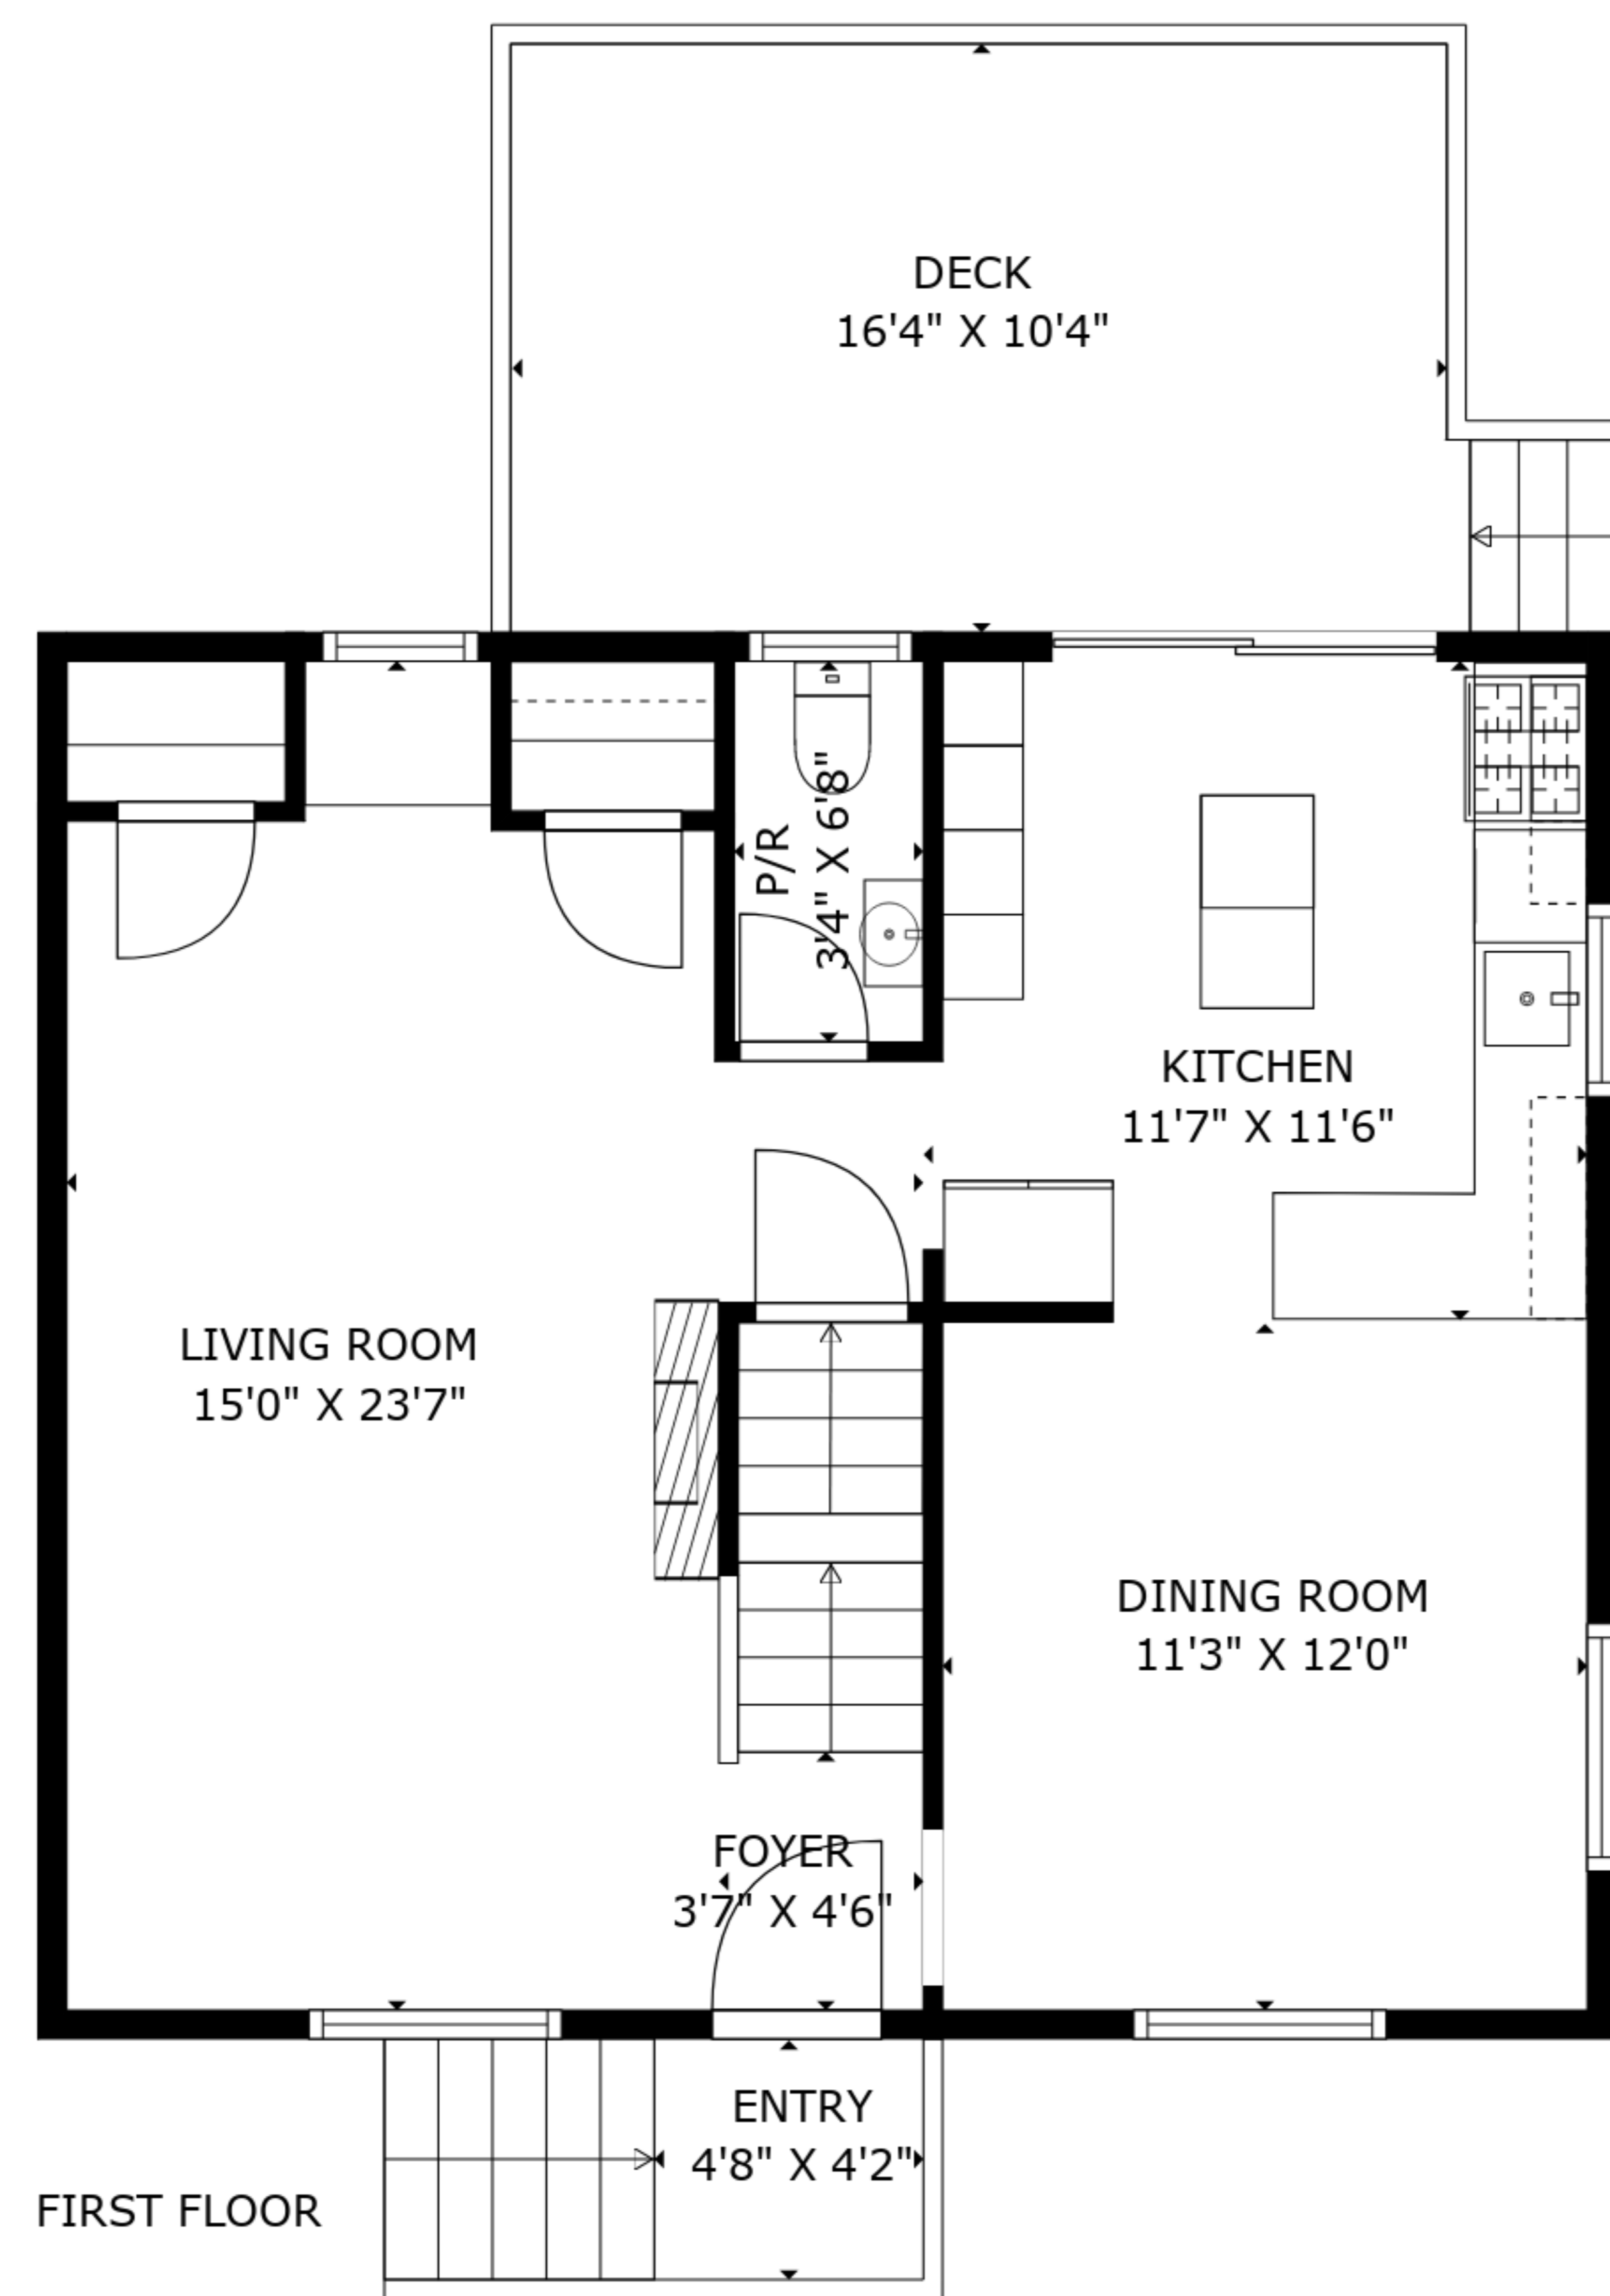 DECK
16'4" X 10'4"
P/R
3'4" X 6'8"
KITCHEN
11'7" X 11'6"
LIVING ROOM
15'0" X 23'7"
DINING ROOM
11'3" X 12'0"
FOYER
3'7" X 4'6"
ENTRY
4'8" X 4'2"
FIRST FLOOR